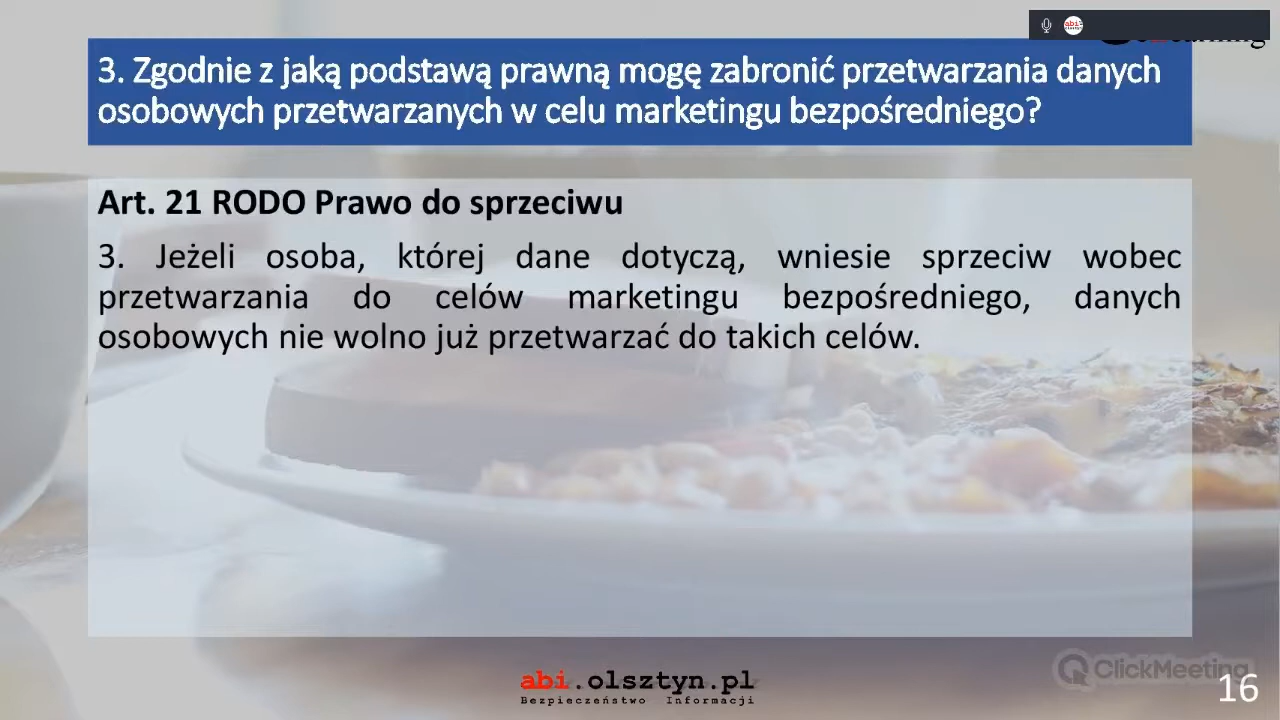 3. Zgodnie z jaką podstawą prawną mogę zabronić przetwarzania danych
osobowych przetwarzanych w celu marketingu bezpośredniego?
Art. 21 RODO Prawo do sprzeciwu
3. Jeżeli osoba, której dane dotyczą, wniesie sprzeciw wobec
przetwarzania do celów marketingu bezpośredniego, danych
osobowych nie wolno już przetwarzać do takich celów.
abi.olsztyn.pl
Bezpieczeństwo Informacji
ClickMeeting
16